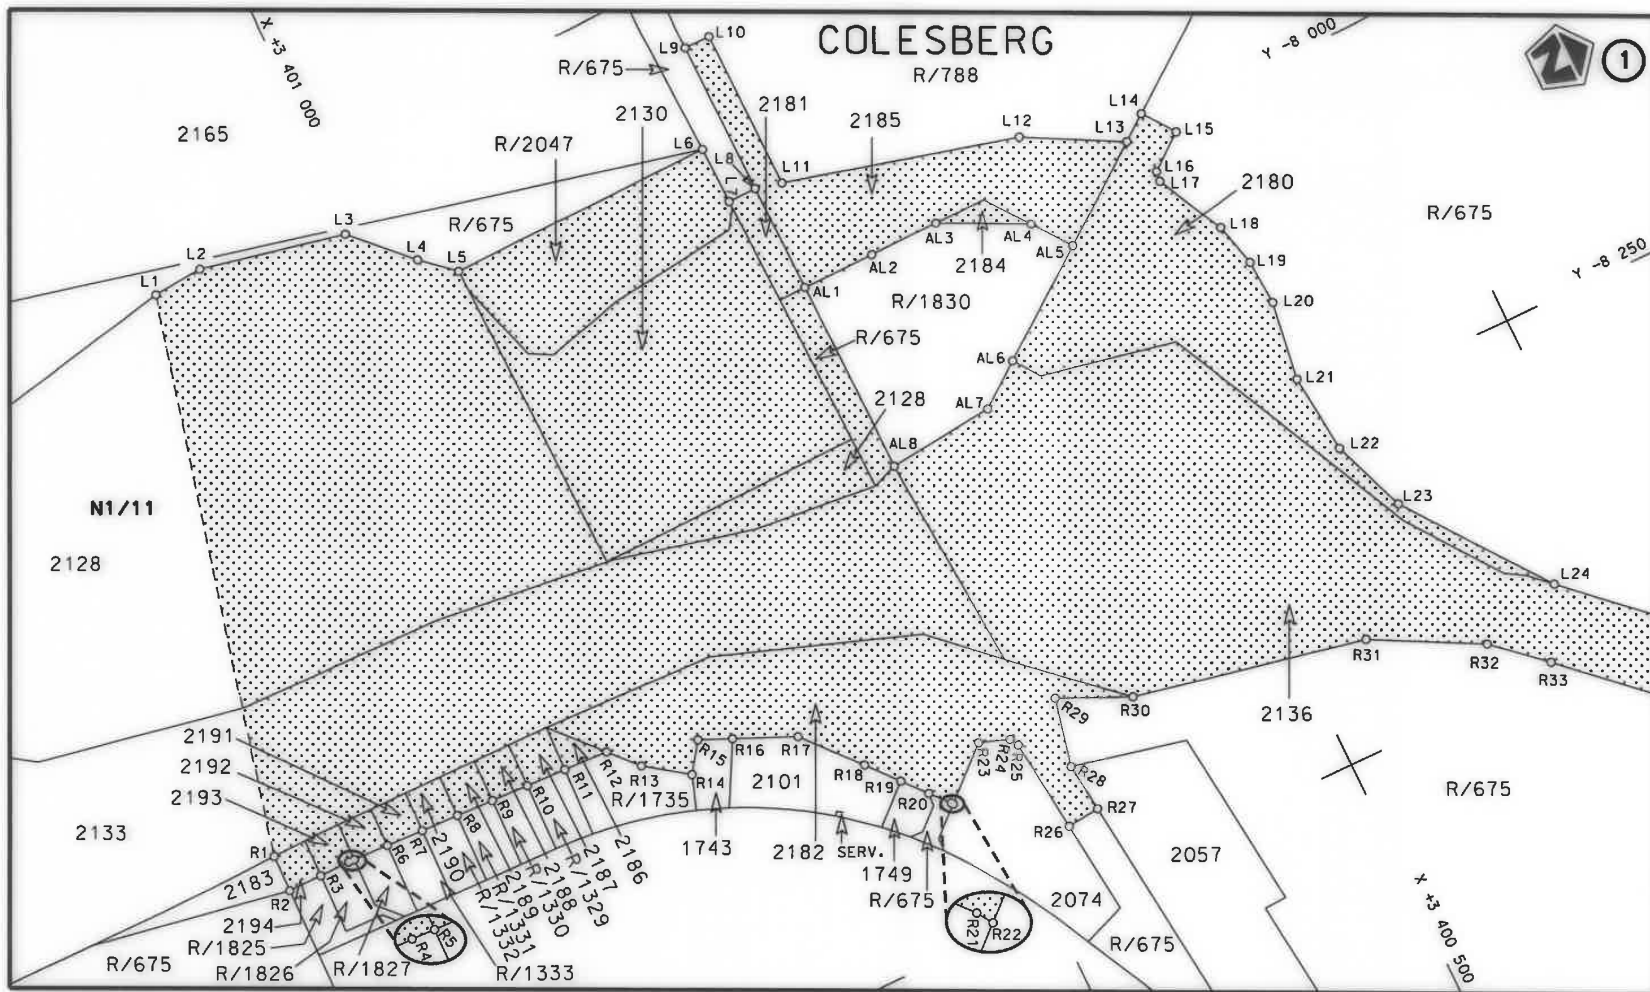 COLESBERG
R/788
1
X +3 401 000
Y -8 000
Y -8 250
X +3 400 500
2165
R/2047
2130
R/675
L9
L10
2181
2185
L12
L13
L14
L15
L16
L17
2180
L18
R/675
L19
L20
L21
L22
L23
L24
L1
L2
L3
L4
L5
R/675
L6
L8
L7
L11
AL1
AL2
AL3
AL4
AL5
2184
R/1830
R/675
AL6
AL7
2128
AL8
N1/11
2128
2191
2192
2193
2133
R1
2183
R2
R3
2194
R/1825
R/675
R/1826
R/1827
R4
R5
R6
R7
R8
R9
R10
R11
R12
R13
R14
R15
R16
R17
R18
R19
R20
R/1735
2101
2190
R/1333
R/1332
2189
R/1331
2188
R/1330
2187
R/1329
2186
1743
2182
SERV.
1749
R/675
R21
R22
R23
R24
R25
R26
R27
R28
R29
R30
R31
R32
R33
2136
2057
2074
R/675
R/675